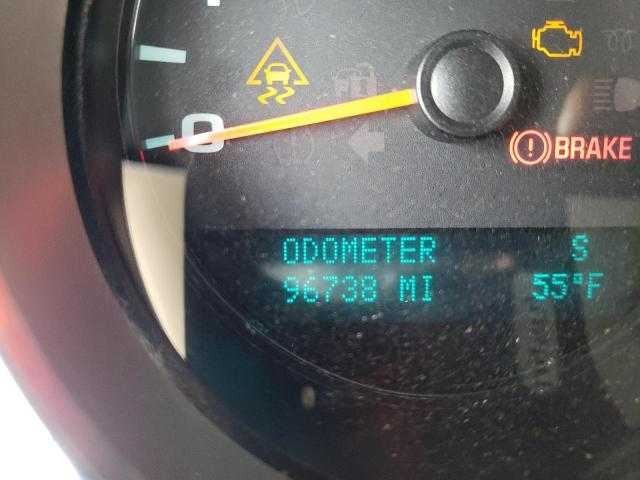 0
BRAKE
ODOMETER S
96738 MI 55°F